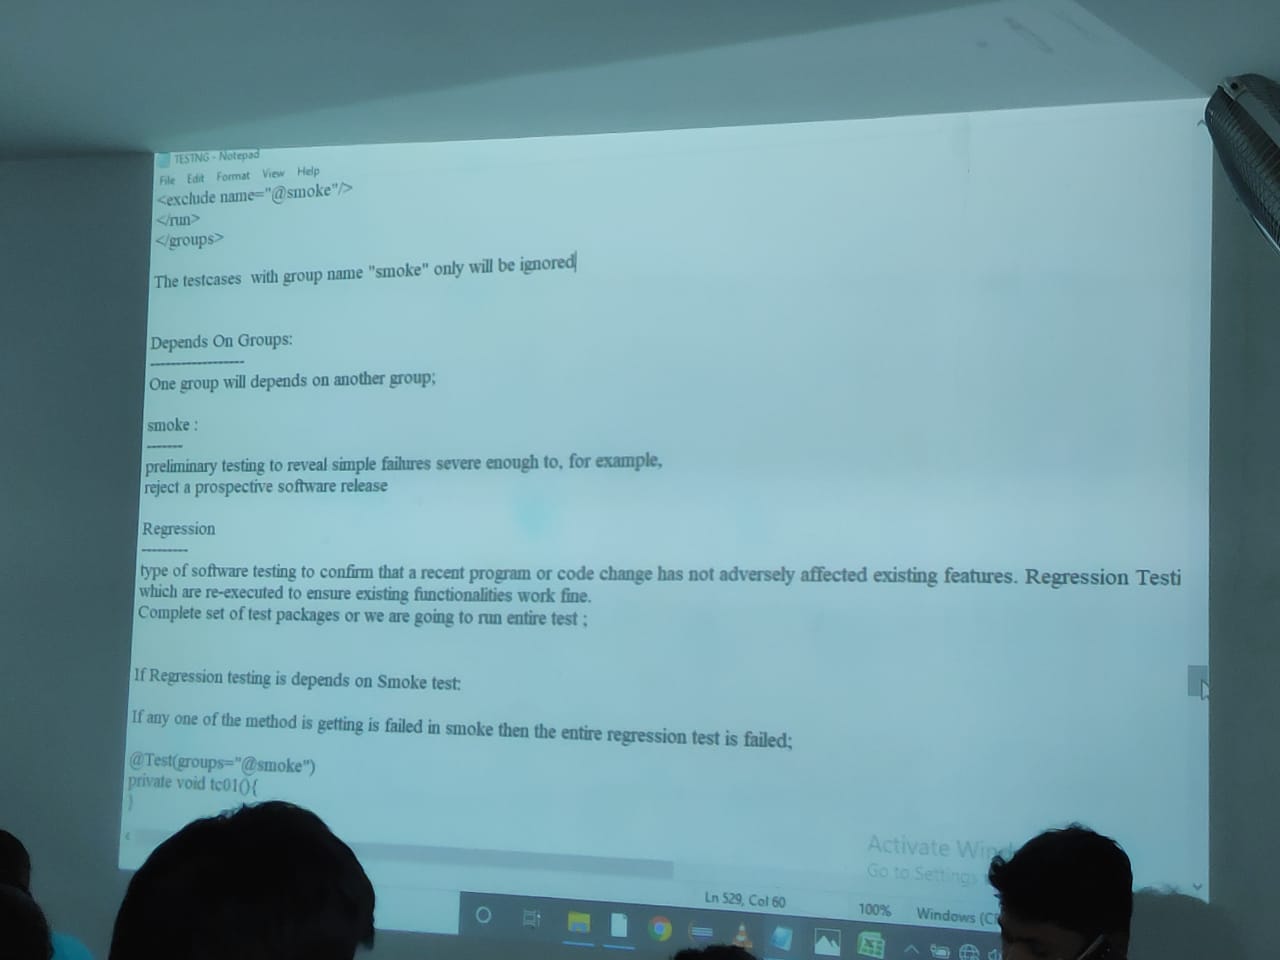 TESTNG - Notepad
File Edit Format View Help
<exclude name="@smoke"/>
</run>
</groups>
The testcases with group name "smoke" only will be ignored
Depends On Groups:
------------------
One group will depends on another group;
smoke :
-------
preliminary testing to reveal simple failures severe enough to, for example,
reject a prospective software release
Regression
---------
type of software testing to confirm that a recent program or code change has not adversely affected existing features. Regression Testi
which are re-executed to ensure existing functionalities work fine.
Complete set of test packages or we are going to run entire test ;
If Regression testing is depends on Smoke test:
If any one of the method is getting is failed in smoke then the entire regression test is failed;
@Test(groups="@smoke")
private void tc01(){
}
Activate Wind
Go to Settings
Ln 529, Col 60 100% Windows (C